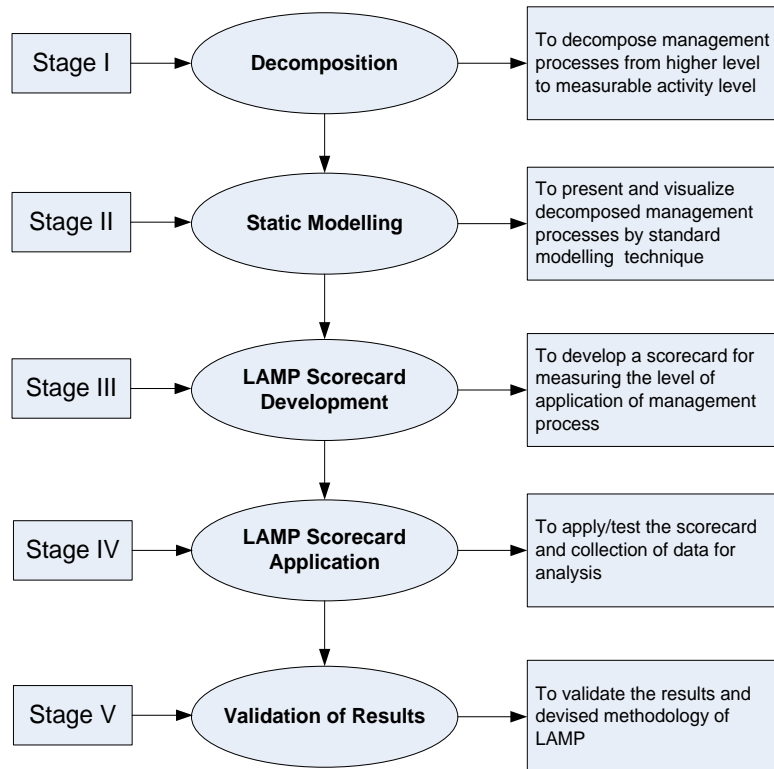 Stage I
Decomposition
To decompose management
processes from higher level
to measurable activity level
Stage II
Static Modelling
To present and visualize
decomposed management
processes by standard
modelling technique
Stage III
LAMP Scorecard
Development
To develop a scorecard for
measuring the level of
application of management
process
Stage IV
LAMP Scorecard
Application
To apply/test the scorecard
and collection of data for
analysis
Stage V
Validation of Results
To validate the results and
devised methodology of
LAMP